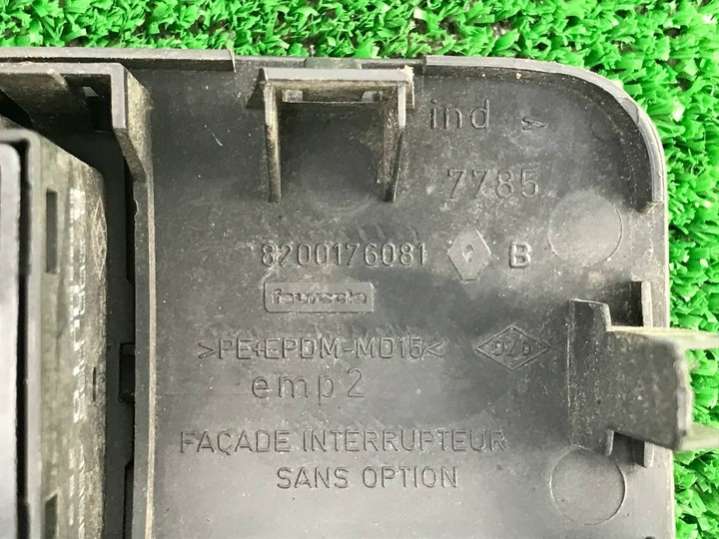 ind
7785
8200176081 B
faurecia
>PE+EPDM-MD15<
emp2
FAÇADE INTERRUPTEUR
SANS OPTION